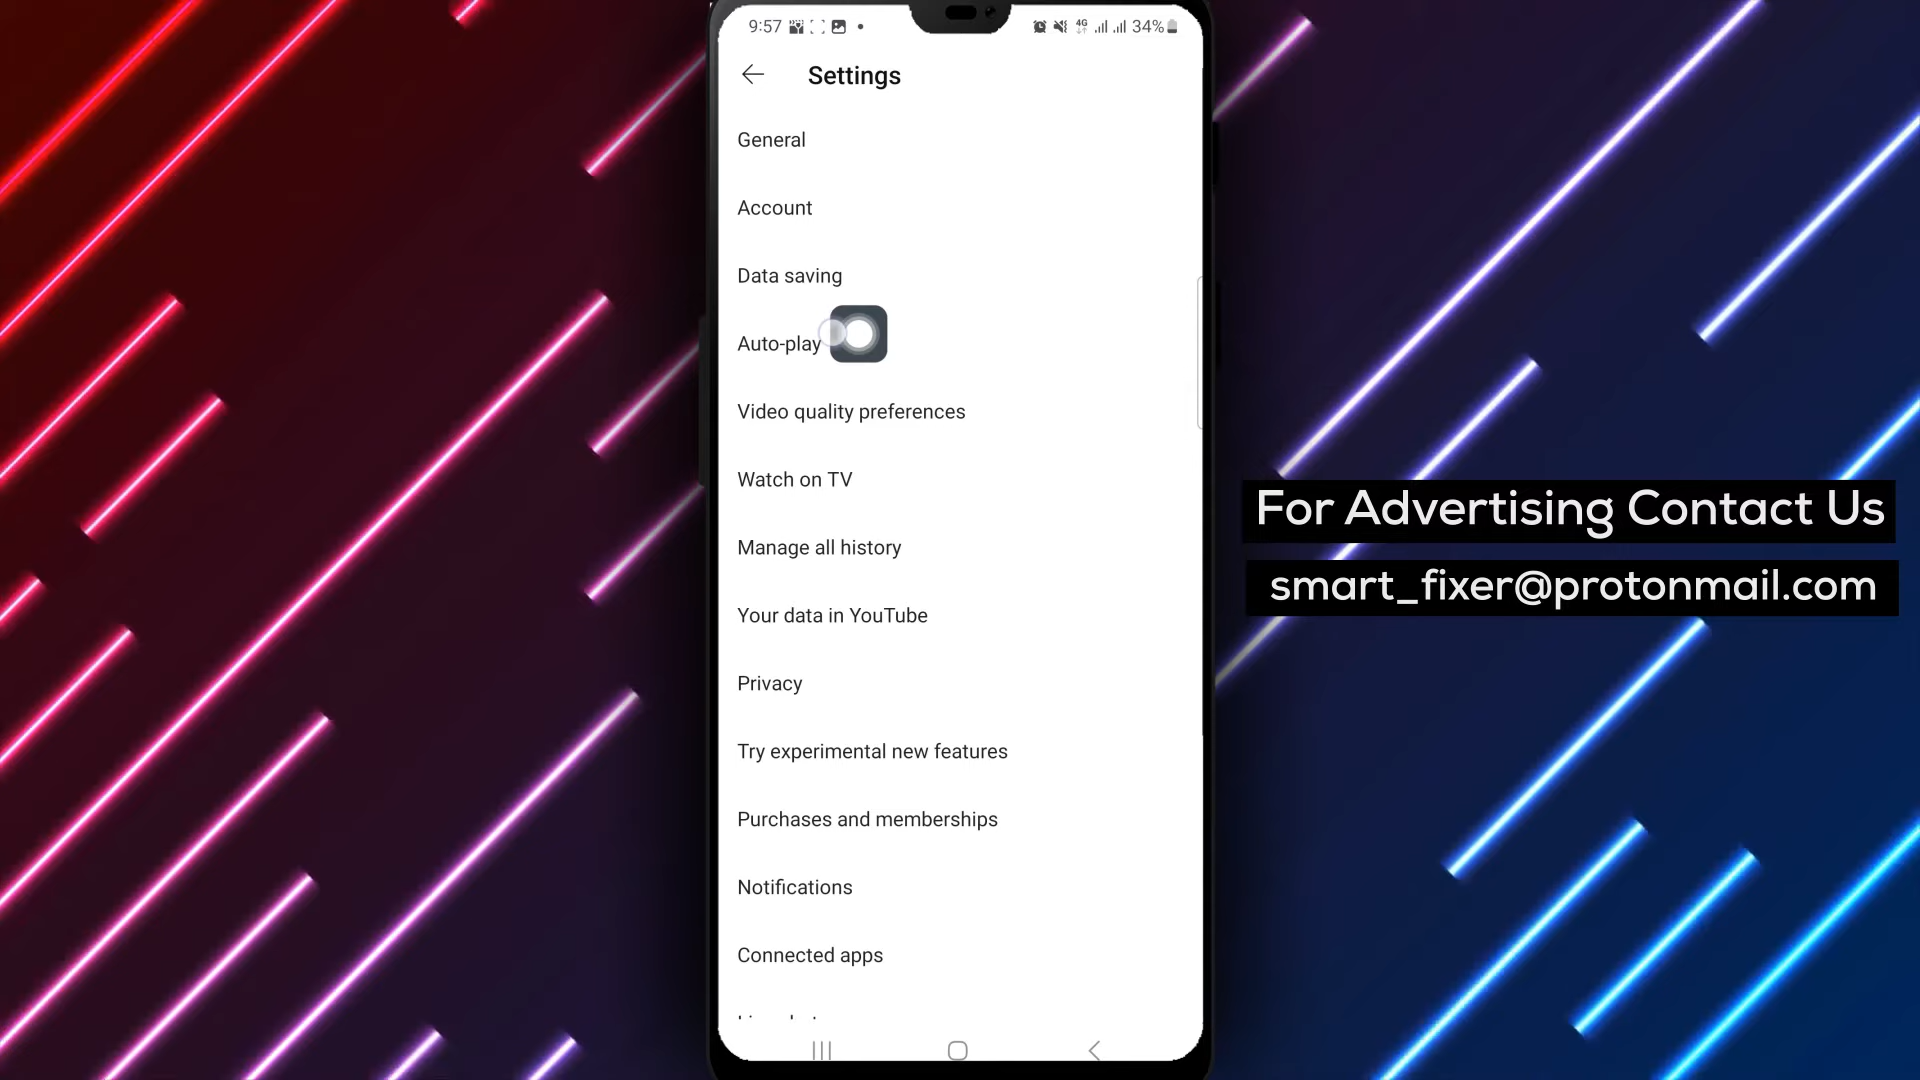 9:57 4G 34%
Settings
General
Account
Data saving
Auto-play
Video quality preferences
Watch on TV
Manage all history
Your data in YouTube
Privacy
Try experimental new features
Purchases and memberships
Notifications
Connected apps
For Advertising Contact Us
smart_fixer@protonmail.com